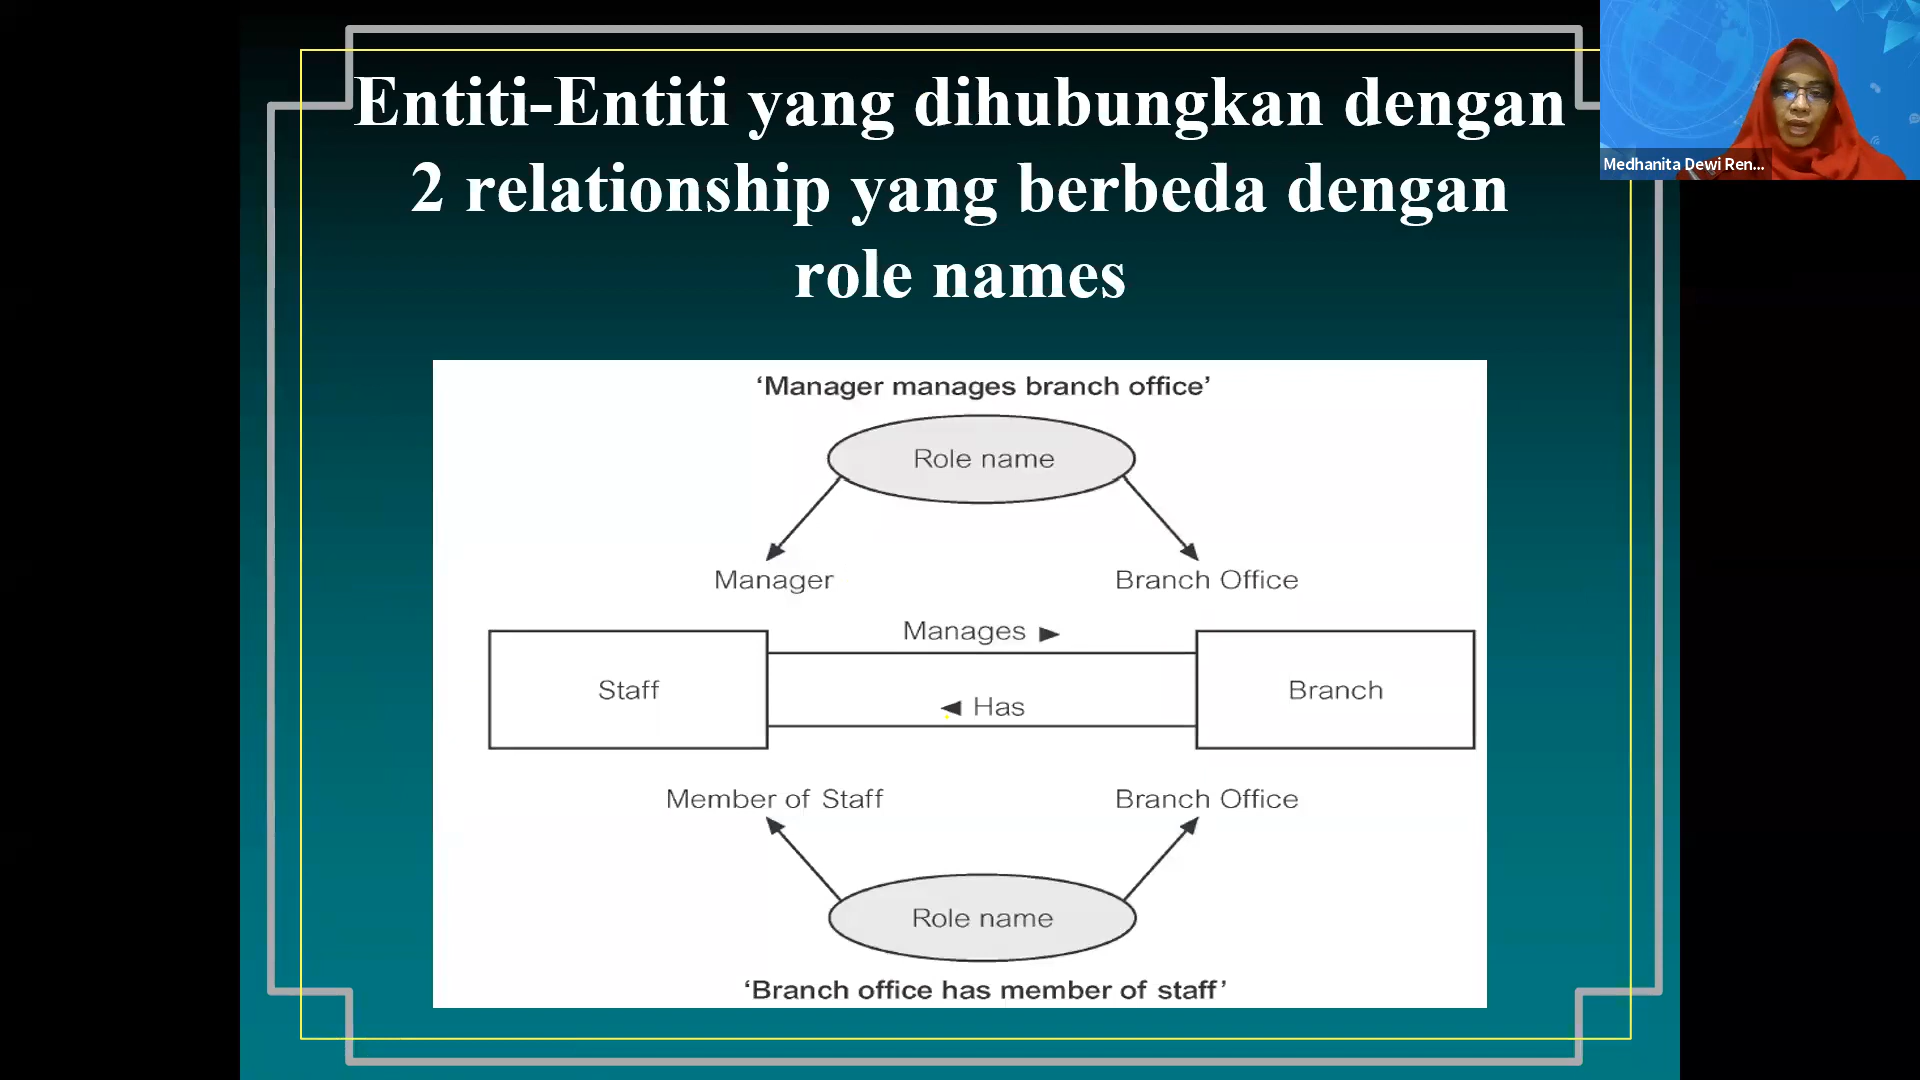 Entiti-Entiti yang dihubungkan dengan
2 relationship yang berbeda dengan
role names
Medhanita Dewi Ren...
‘Manager manages branch office’
Role name
Manager
Branch Office
Manages ►
Staff
Branch
◄ Has
Member of Staff
Branch Office
Role name
‘Branch office has member of staff’